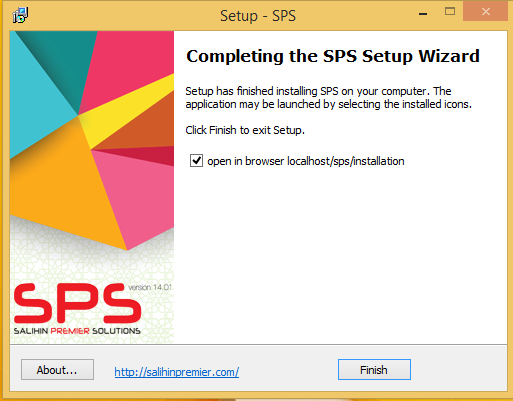 Setup - SPS
Completing the SPS Setup Wizard
Setup has finished installing SPS on your computer. The
application may be launched by selecting the installed icons.
Click Finish to exit Setup.
open in browser localhost/sps/installation
version 14.01
SPS
SALIHIN PREMIER SOLUTIONS
About...
http://salihinpremier.com/
Finish